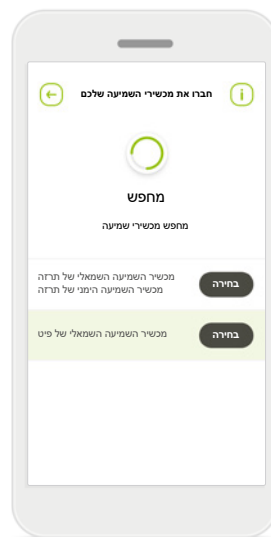 חברו את מכשירי השמיעה שלכם
מחפש
מחפש מכשירי שמיעה
מכשיר השמיעה השמאלי של תרזה
מכשיר השמיעה הימני של תרזה
בחירה
מכשיר השמיעה השמאלי של פיט
בחירה